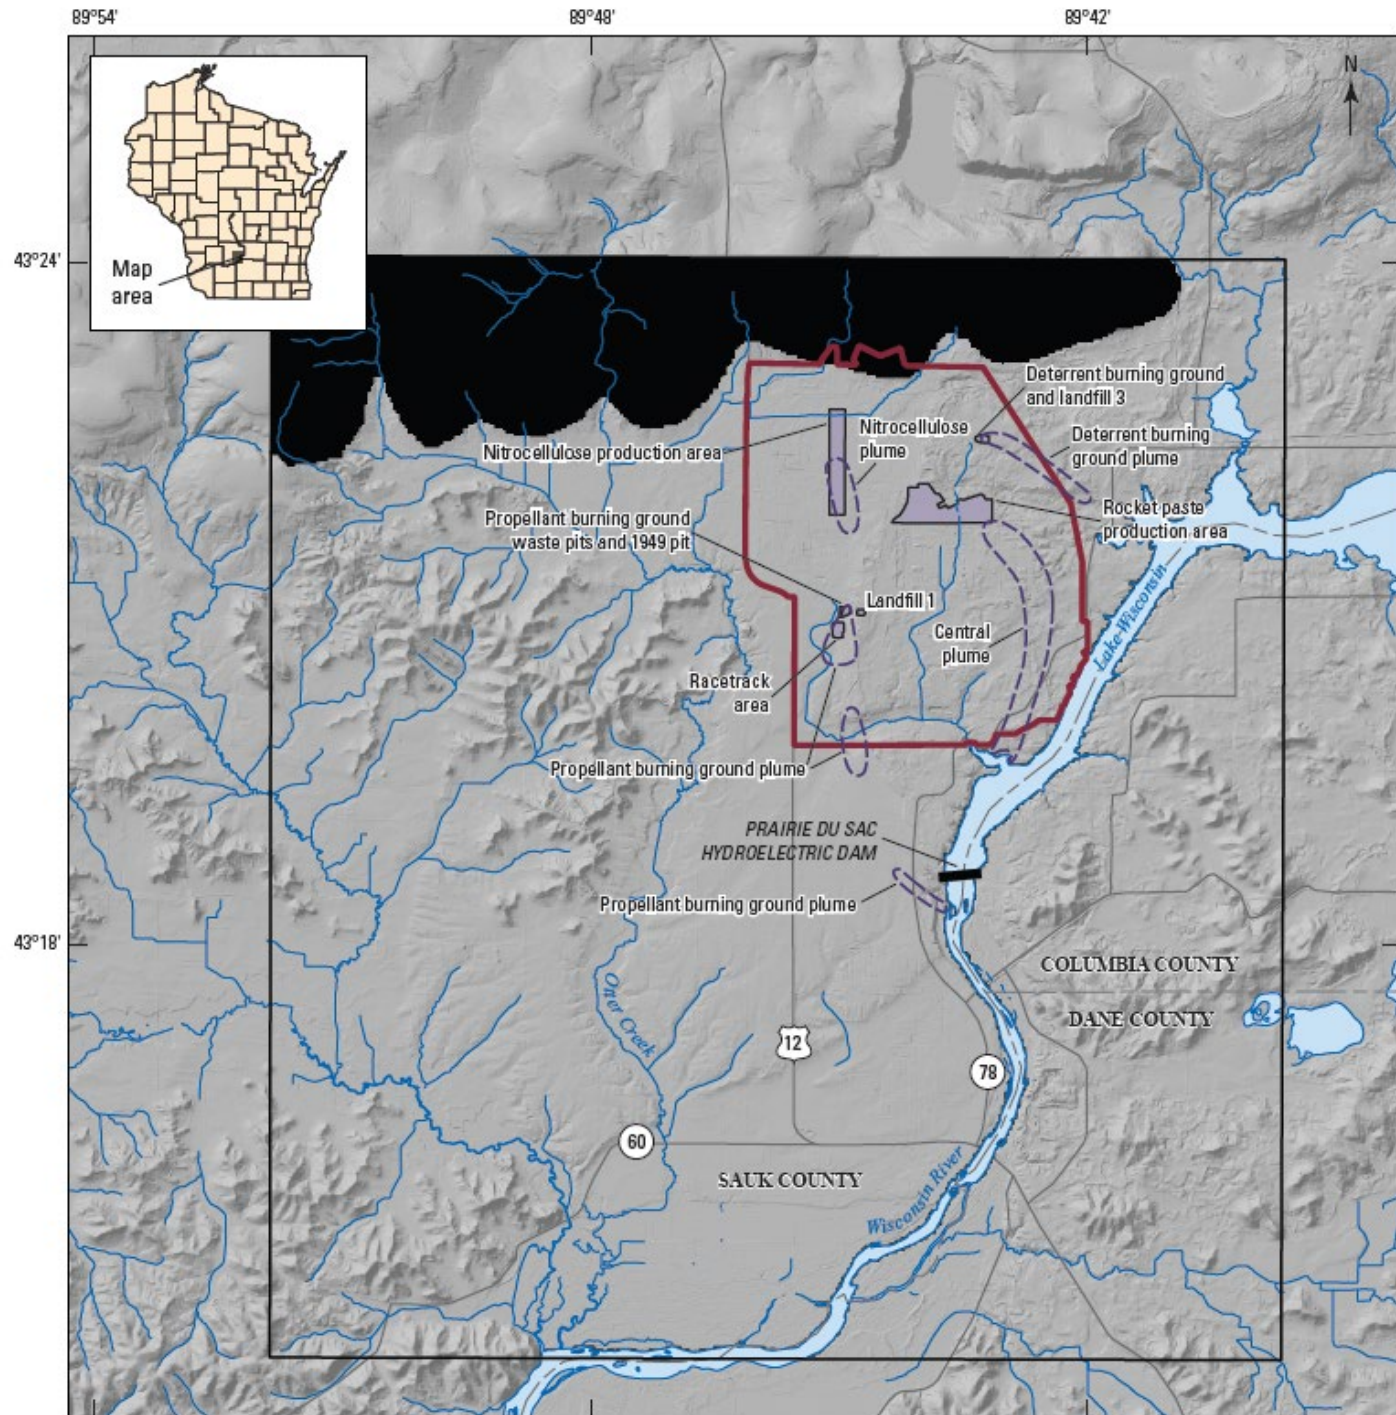 89°54'
89°48'
89°42'
N
Map
area
43°24'
Deterrent burning ground
and landfill 3
Nitrocellulose
plume
Deterrent burning
ground plume
Nitrocellulose production area
Rocket paste
production area
Propellant burning ground
waste pits and 1949 pit
Landfill 1
Central
plume
Lake Wisconsin
Racetrack
area
Propellant burning ground plume
PRAIRIE DU SAC
HYDROELECTRIC DAM
Propellant burning ground plume
43°18'
COLUMBIA COUNTY
DANE COUNTY
Otter Creek
12
78
60
SAUK COUNTY
Wisconsin River